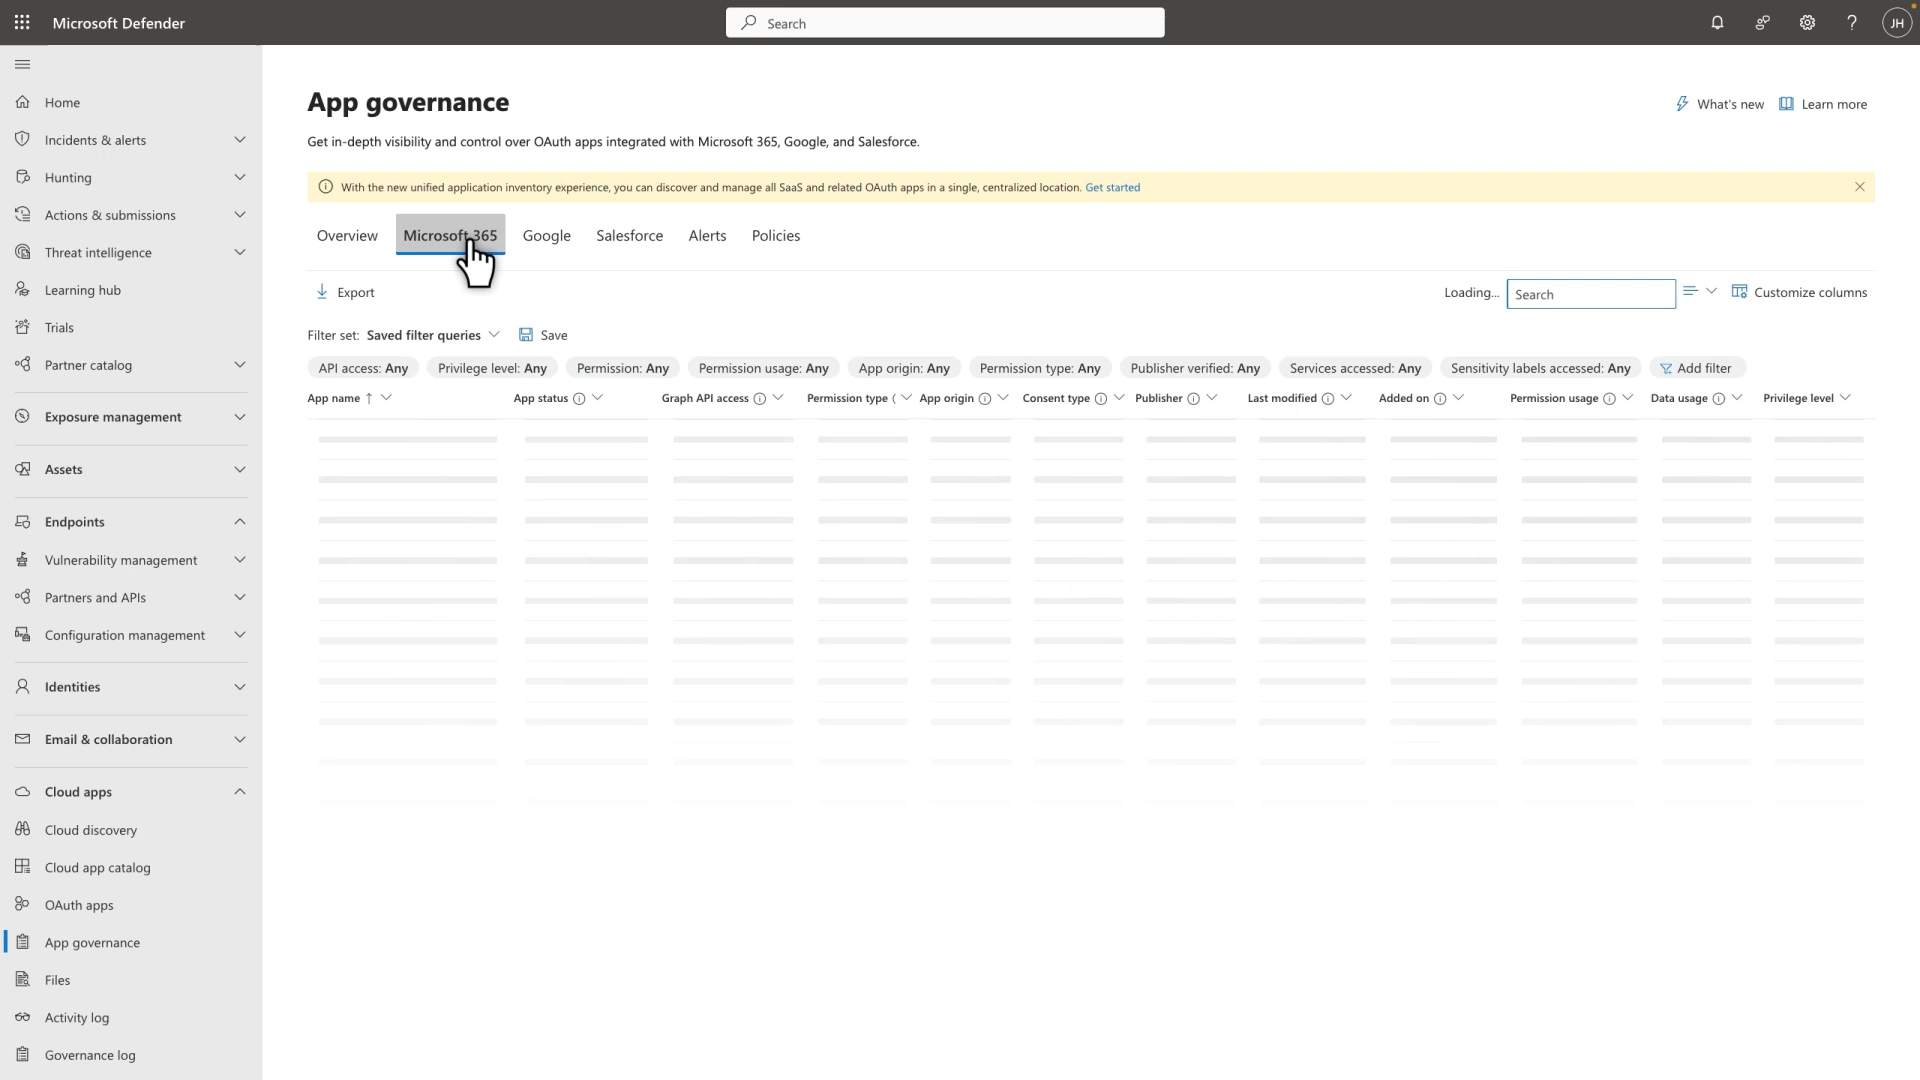 Microsoft Defender
Search
JH
Home
Incidents & alerts
Hunting
Actions & submissions
Threat intelligence
Learning hub
Trials
Partner catalog
Exposure management
Assets
Endpoints
Vulnerability management
Partners and APIs
Configuration management
Identities
Email & collaboration
Cloud apps
Cloud discovery
Cloud app catalog
OAuth apps
App governance
Files
Activity log
Governance log
App governance
What's new
Learn more
Get in-depth visibility and control over OAuth apps integrated with Microsoft 365, Google, and Salesforce.
With the new unified application inventory experience, you can discover and manage all SaaS and related OAuth apps in a single, centralized location. Get started
Overview Microsoft 365 Google Salesforce Alerts Policies
Export
Loading... Search Customize columns
Filter set: Saved filter queries Save
API access: Any Privilege level: Any Permission: Any Permission usage: Any App origin: Any Permission type: Any Publisher verified: Any Services accessed: Any Sensitivity labels accessed: Any Add filter
App name ↑ App status Graph API access Permission type App origin Consent type Publisher Last modified Added on Permission usage Data usage Privilege level